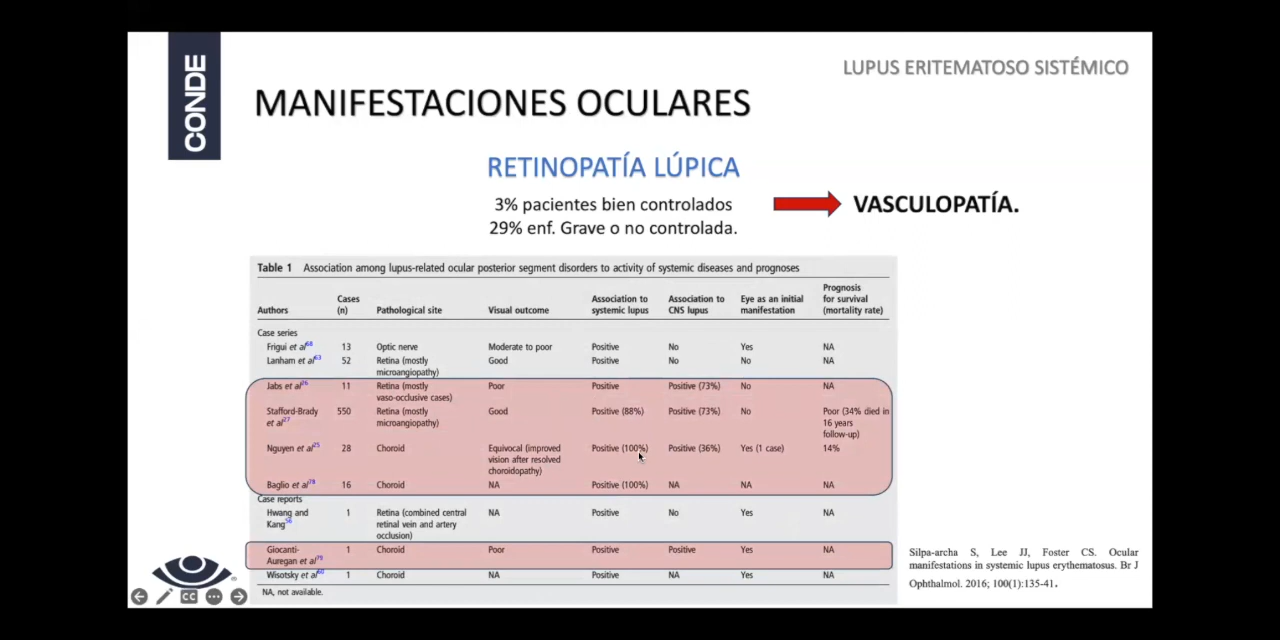 CONDE
LUPUS ERITEMATOSO SISTÉMICO
MANIFESTACIONES OCULARES
RETINOPATÍA LÚPICA
3% pacientes bien controlados
29% enf. Grave o no controlada.
VASCULOPATÍA.
Table 1 Association among lupus-related ocular posterior segment disorders to activity of systemic diseases and prognoses
Authors Cases (n) Pathological site Visual outcome Association to systemic lupus Association to CNS lupus Eye as an initial manifestation Prognosis for survival (mortality rate)
Case series
Frigui et al68 13 Optic nerve Moderate to poor Positive No Yes NA
Lanham et al63 52 Retina (mostly microangiopathy) Good Positive No No NA
Jabs et al26 11 Retina (mostly vaso-occlusive cases) Poor Positive Positive (73%) No NA
Stafford-Brady et al27 550 Retina (mostly microangiopathy) Good Positive (88%) Positive (73%) No Poor (34% died in 16 years follow-up)
Nguyen et al25 28 Choroid Equivocal (improved vision after resolved choroidopathy) Positive (100%) Positive (36%) Yes (1 case) 14%
Baglio et al78 16 Choroid NA Positive (100%) NA NA NA
Case reports
Hwang and Kang56 1 Retina (combined central retinal vein and artery occlusion) NA Positive No Yes NA
Giocanti-Auregan et al79 1 Choroid Poor Positive Positive Yes NA
Wisotsky et al80 1 Choroid NA Positive NA Yes NA
NA, not available.
Silpa-archa S, Lee JJ, Foster CS. Ocular
manifestations in systemic lupus erythematosus. Br J
Ophthalmol. 2016; 100(1):135-41.
CC